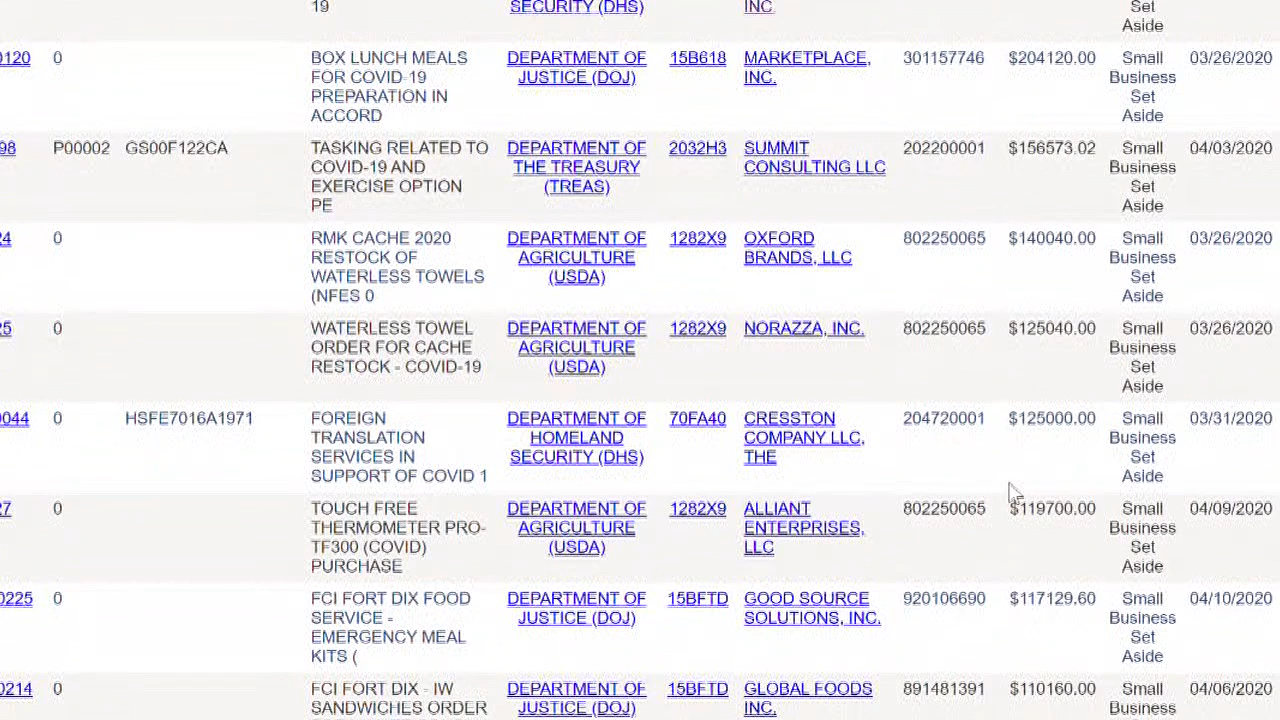 19 SECURITY (DHS) INC. Set
Aside
0120 0 BOX LUNCH MEALS DEPARTMENT OF 15B618 MARKETPLACE, 301157746 $204120.00 Small 03/26/2020
FOR COVID-19 JUSTICE (DOJ) INC. Business
PREPARATION IN Set
ACCORD Aside
98 P00002 GS00F122CA TASKING RELATED TO DEPARTMENT OF 2032H3 SUMMIT 202200001 $156573.02 Small 04/03/2020
COVID-19 AND THE TREASURY CONSULTING LLC Business
EXERCISE OPTION (TREAS) Set
PE Aside
24 0 RMK CACHE 2020 DEPARTMENT OF 1282X9 OXFORD 802250065 $140040.00 Small 03/26/2020
RESTOCK OF AGRICULTURE BRANDS, LLC Business
WATERLESS TOWELS (USDA) Set
(NFES 0 Aside
25 0 WATERLESS TOWEL DEPARTMENT OF 1282X9 NORAZZA, INC. 802250065 $125040.00 Small 03/26/2020
ORDER FOR CACHE AGRICULTURE Business
RESTOCK - COVID-19 (USDA) Set
Aside
0044 0 HSFE7016A1971 FOREIGN DEPARTMENT OF 70FA40 CRESSTON 204720001 $125000.00 Small 03/31/2020
TRANSLATION HOMELAND COMPANY LLC, Business
SERVICES IN SECURITY (DHS) THE Set
SUPPORT OF COVID 1 Aside
27 0 TOUCH FREE DEPARTMENT OF 1282X9 ALLIANT 802250065 $119700.00 Small 04/09/2020
THERMOMETER PRO- AGRICULTURE ENTERPRISES, Business
TF300 (COVID) (USDA) LLC Set
PURCHASE Aside
0225 0 FCI FORT DIX FOOD DEPARTMENT OF 15BFTD GOOD SOURCE 920106690 $117129.60 Small 04/10/2020
SERVICE - JUSTICE (DOJ) SOLUTIONS, INC. Business
EMERGENCY MEAL Set
KITS ( Aside
0214 0 FCI FORT DIX - IW DEPARTMENT OF 15BFTD GLOBAL FOODS 891481391 $110160.00 Small 04/06/2020
SANDWICHES ORDER JUSTICE (DOJ) INC. Business